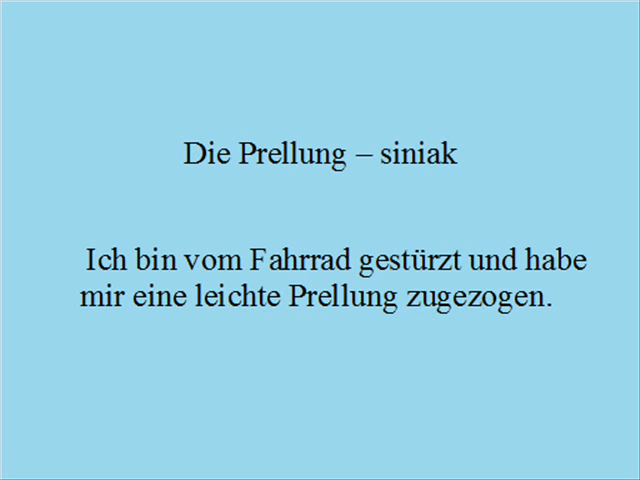 Die Prellung – siniak
Ich bin vom Fahrrad gestürzt und habe
mir eine leichte Prellung zugezogen.